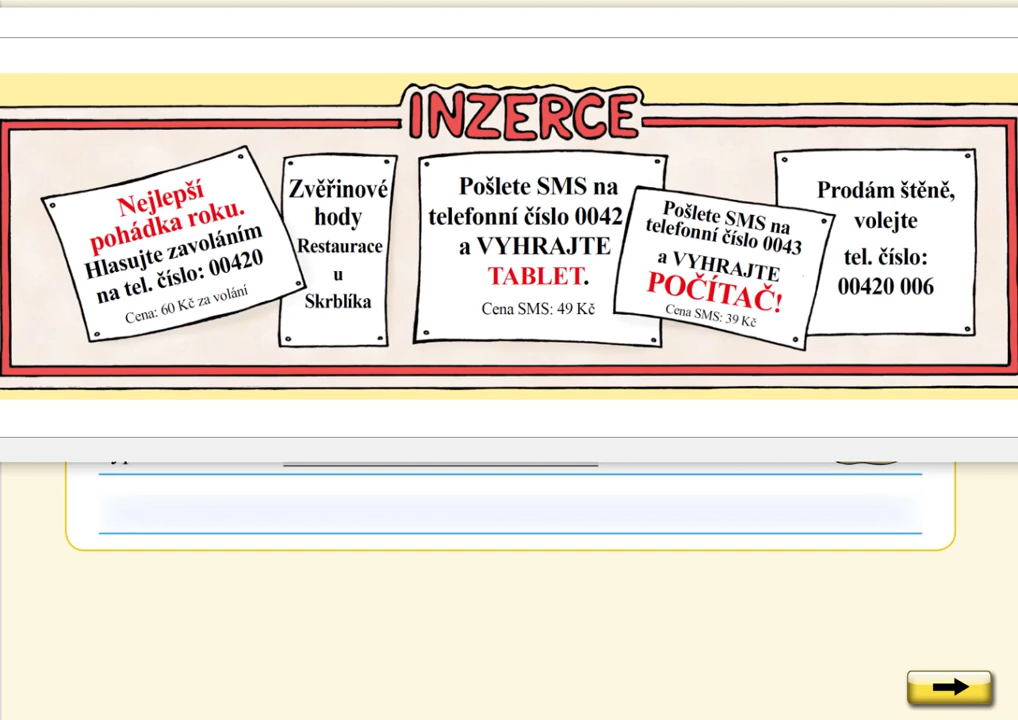 INZERCE
Nejlepší
pohádka roku.
Hlasujte zavoláním
na tel. číslo: 00420
Cena: 60 Kč za volání
Zvěřinové
hody
Restaurace
u
Skrblíka
Pošlete SMS na
telefonní číslo 0042
a VYHRAJTE
TABLET.
Cena SMS: 49 Kč
Pošlete SMS na
telefonní číslo 0043
a VYHRAJTE
POČÍTAČ!
Cena SMS: 39 Kč
Prodám štěně,
volejte
tel. číslo:
00420 006